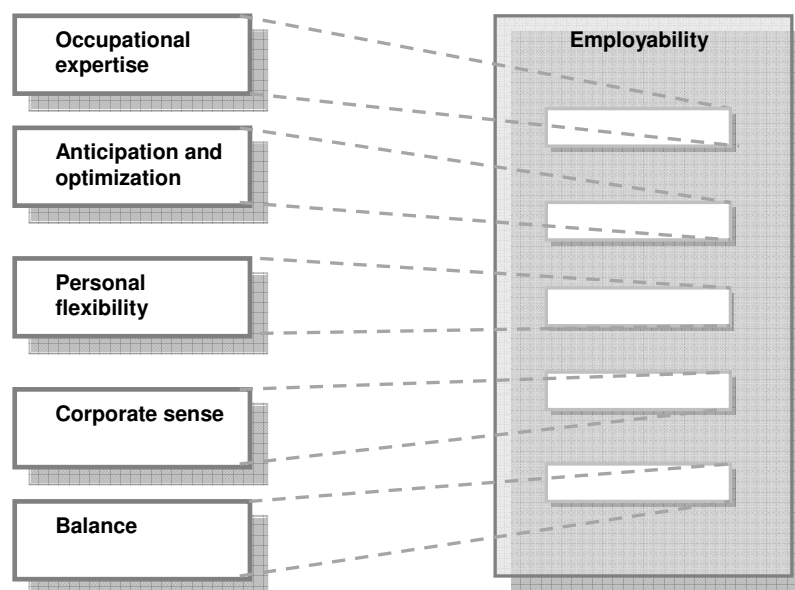 Occupational
expertise
Employability
Anticipation and
optimization
Personal
flexibility
Corporate sense
Balance